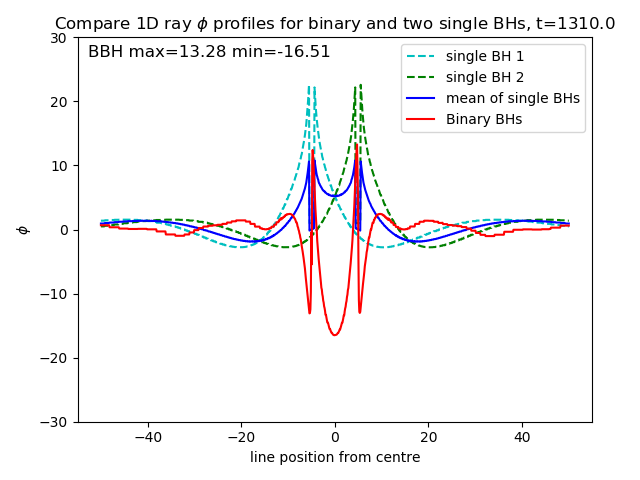 Compare 1D ray ϕ profiles for binary and two single BHs, t=1310.0
BBH max=13.28 min=-16.51
single BH 1
single BH 2
mean of single BHs
Binary BHs
30
20
10
0
−10
−20
−30
ϕ
−40
−20
0
20
40
line position from centre